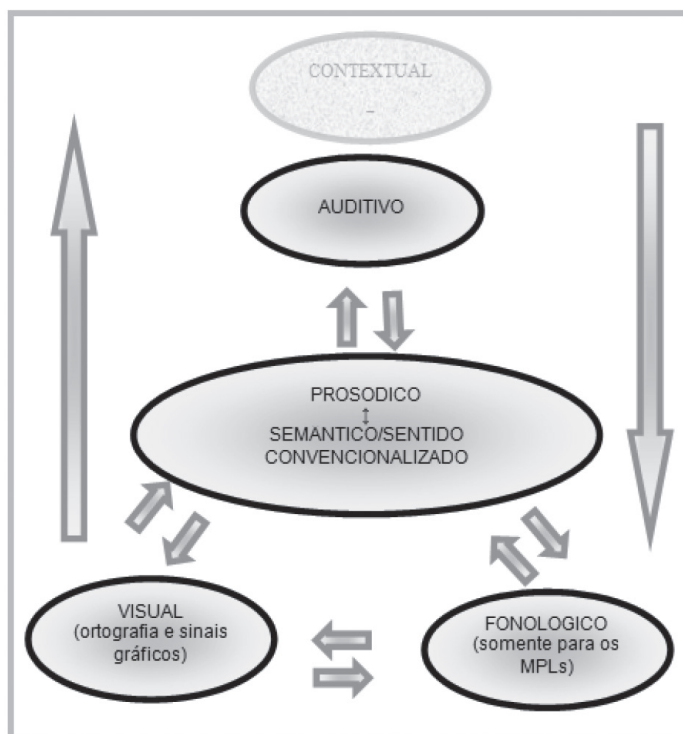 CONTEXTUAL
–
AUDITIVO
PROSODICO
↕
SEMANTICO/SENTIDO
CONVENCIONALIZADO
VISUAL
(ortografia e sinais
gráficos)
FONOLOGICO
(somente para os
MPLs)